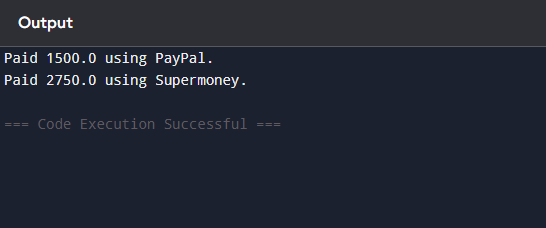 Output
Paid 1500.0 using PayPal.
Paid 2750.0 using Supermoney.
=== Code Execution Successful ===